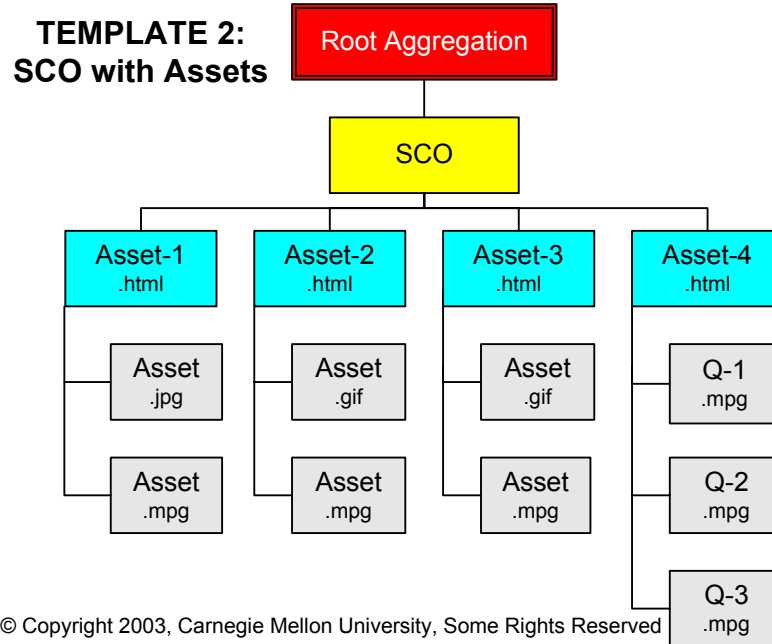 TEMPLATE 2:
SCO with Assets
Root Aggregation
SCO
Asset-1
.html
Asset-2
.html
Asset-3
.html
Asset-4
.html
Asset
.jpg
Asset
.gif
Asset
.gif
Q-1
.mpg
Asset
.mpg
Asset
.mpg
Asset
.mpg
Q-2
.mpg
Q-3
.mpg
© Copyright 2003, Carnegie Mellon University, Some Rights Reserved